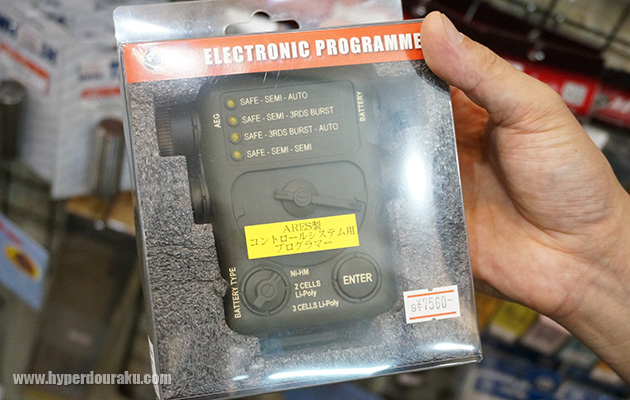 ELECTRONIC PROGRAMME
AEG
BATTERY
SAFE - SEMI - AUTO
SAFE - SEMI - 3RDS BURST
SAFE - 3RDS BURST - AUTO
SAFE - SEMI - SEMI
ARES製
コントロールシステム用
プログラマー
BATTERY TYPE
Ni-HM
2 CELLS
Li-Poly
3 CELLS Li-Poly
ENTER
s¥7560-
www.hyperdouraku.com